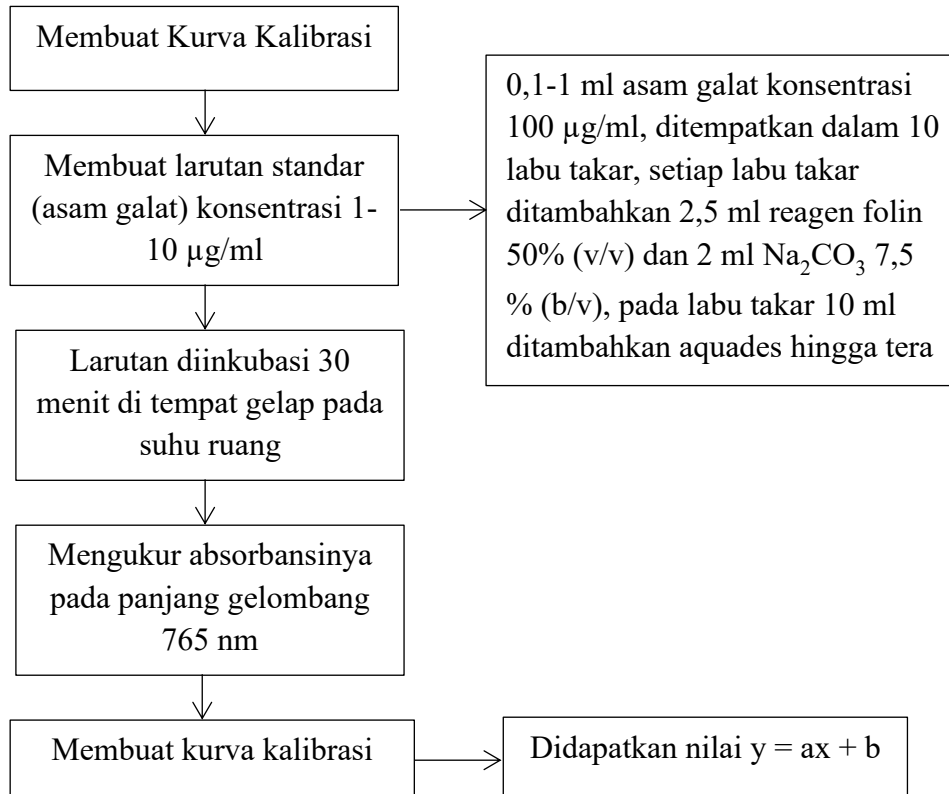 Membuat Kurva Kalibrasi
Membuat larutan standar
(asam galat) konsentrasi 1-
10 µg/ml
0,1-1 ml asam galat konsentrasi
100 µg/ml, ditempatkan dalam 10
labu takar, setiap labu takar
ditambahkan 2,5 ml reagen folin
50% (v/v) dan 2 ml Na₂CO₃ 7,5
% (b/v), pada labu takar 10 ml
ditambahkan aquades hingga tera
Larutan diinkubasi 30
menit di tempat gelap pada
suhu ruang
Mengukur absorbansinya
pada panjang gelombang
765 nm
Membuat kurva kalibrasi
Didapatkan nilai y = ax + b